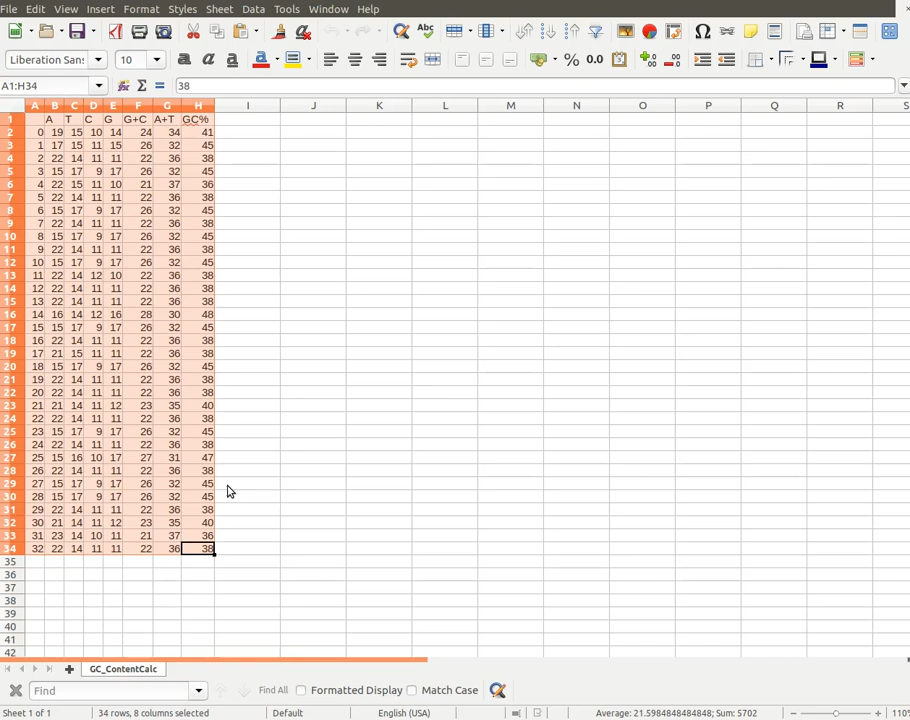 File Edit View Insert Format Styles Sheet Data Tools Window Help
Liberation Sans 10
A1:H34 38
A B C D E F G H I J K L M N O P Q R S
1 A T C G G+C A+T GC%
2 0 19 15 10 14 24 34 41
3 1 17 15 11 15 26 32 45
4 2 22 14 11 11 22 36 38
5 3 15 17 9 17 26 32 45
6 4 22 15 11 10 21 37 36
7 5 22 14 11 11 22 36 38
8 6 15 17 9 17 26 32 45
9 7 22 14 11 11 22 36 38
10 8 15 17 9 17 26 32 45
11 9 22 14 11 11 22 36 38
12 10 15 17 9 17 26 32 45
13 11 22 14 12 10 22 36 38
14 12 22 14 11 11 22 36 38
15 13 22 14 11 11 22 36 38
16 14 16 14 12 16 28 30 48
17 15 15 17 9 17 26 32 45
18 16 22 14 11 11 22 36 38
19 17 21 15 11 11 22 36 38
20 18 15 17 9 17 26 32 45
21 19 22 14 11 11 22 36 38
22 20 22 14 11 11 22 36 38
23 21 21 14 11 12 23 35 40
24 22 22 14 11 11 22 36 38
25 23 15 17 9 17 26 32 45
26 24 22 14 11 11 22 36 38
27 25 15 16 10 17 27 31 47
28 26 22 14 11 11 22 36 38
29 27 15 17 9 17 26 32 45
30 28 15 17 9 17 26 32 45
31 29 22 14 11 11 22 36 38
32 30 21 14 11 12 23 35 40
33 31 23 14 10 11 21 37 36
34 32 22 14 11 11 22 36 38
35
36
37
38
39
40
41
42
GC_ContentCalc
Find Find All Formatted Display Match Case
Sheet 1 of 1 34 rows, 8 columns selected Default English (USA) Average: 21.5984848484848; Sum: 5702 110%